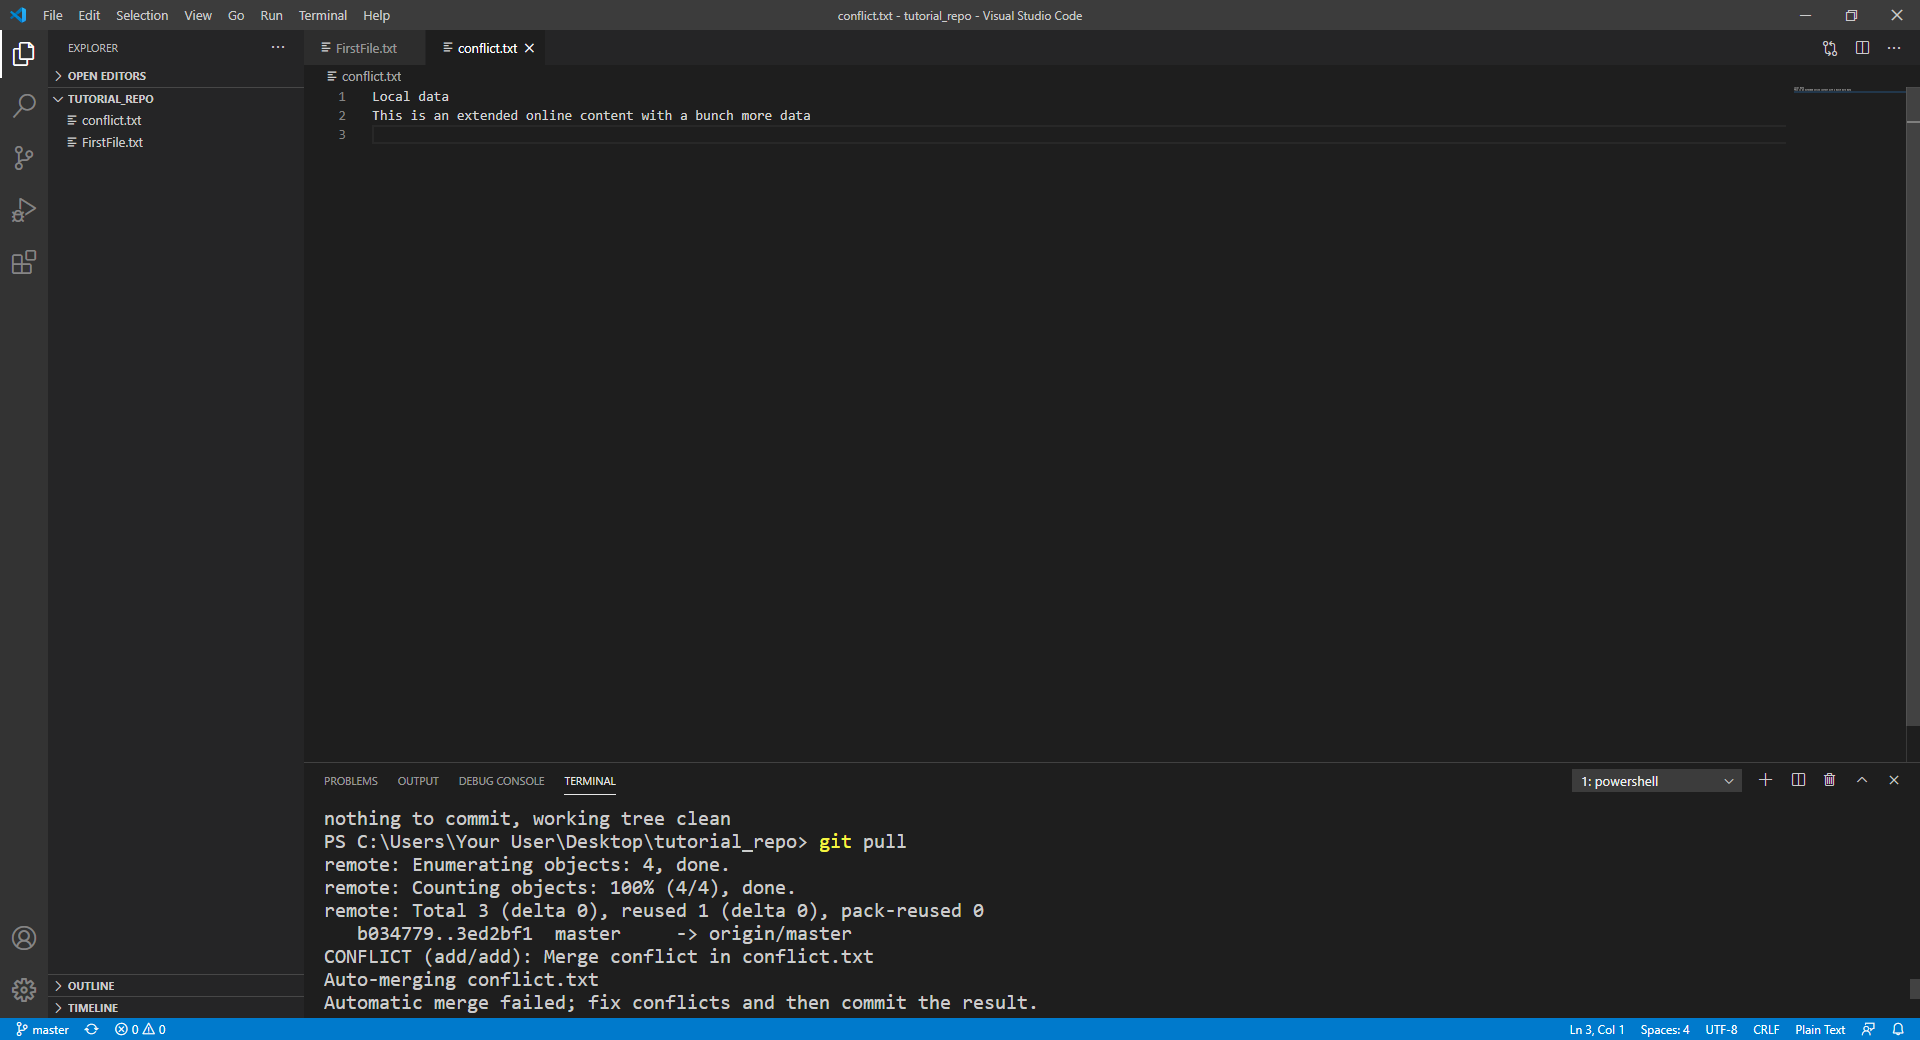 File Edit Selection View Go Run Terminal Help
conflict.txt - tutorial_repo - Visual Studio Code
EXPLORER
OPEN EDITORS
TUTORIAL_REPO
conflict.txt
FirstFile.txt
FirstFile.txt conflict.txt
conflict.txt
1 Local data
2 This is an extended online content with a bunch more data
3
PROBLEMS OUTPUT DEBUG CONSOLE TERMINAL
1: powershell
nothing to commit, working tree clean
PS C:\Users\Your User\Desktop\tutorial_repo> git pull
remote: Enumerating objects: 4, done.
remote: Counting objects: 100% (4/4), done.
remote: Total 3 (delta 0), reused 1 (delta 0), pack-reused 0
b034779..3ed2bf1 master -> origin/master
CONFLICT (add/add): Merge conflict in conflict.txt
Auto-merging conflict.txt
Automatic merge failed; fix conflicts and then commit the result.
OUTLINE
TIMELINE
master 0 0
Ln 3, Col 1 Spaces: 4 UTF-8 CRLF Plain Text